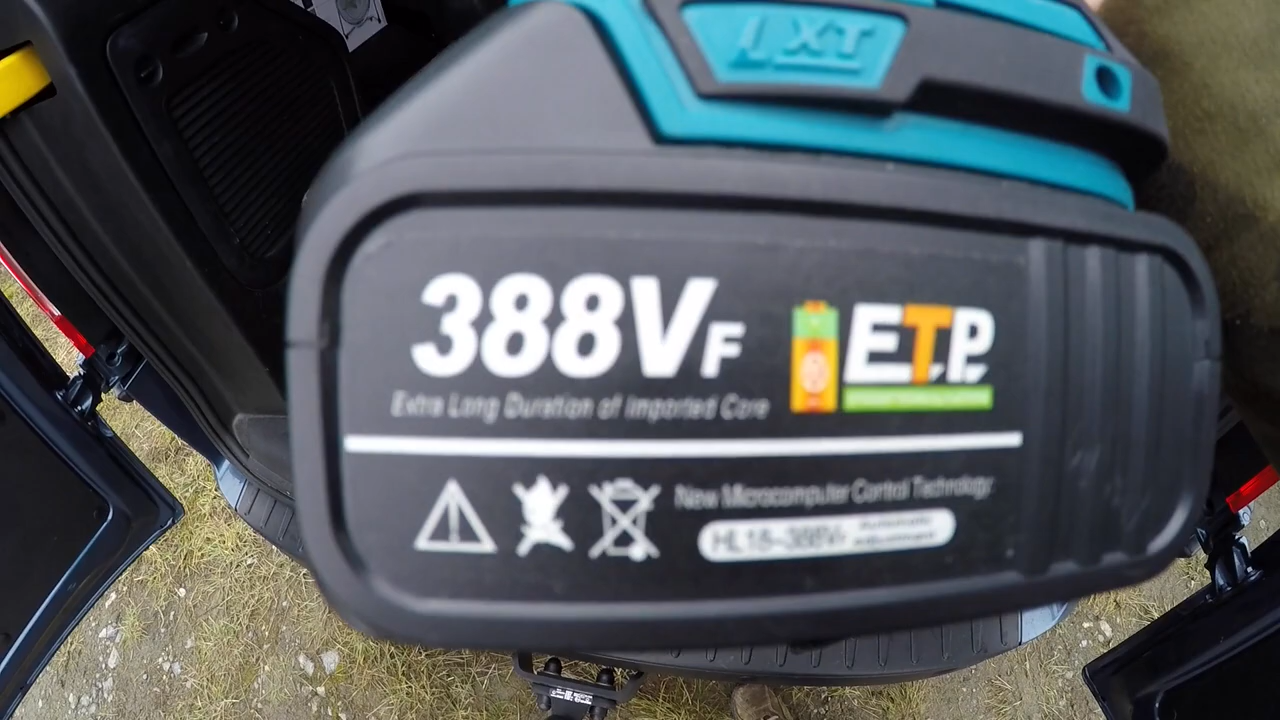 LXT
388VF
ETP
Extra Long Duration of Imported Core
New Microcomputer Control Technology
HL18-388VF